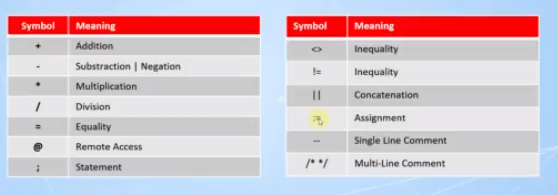 Symbol Meaning
+ Addition
- Substraction | Negation
* Multiplication
/ Division
= Equality
@ Remote Access
; Statement
Symbol Meaning
<> Inequality
!= Inequality
|| Concatenation
:= Assignment
-- Single Line Comment
/* */ Multi-Line Comment